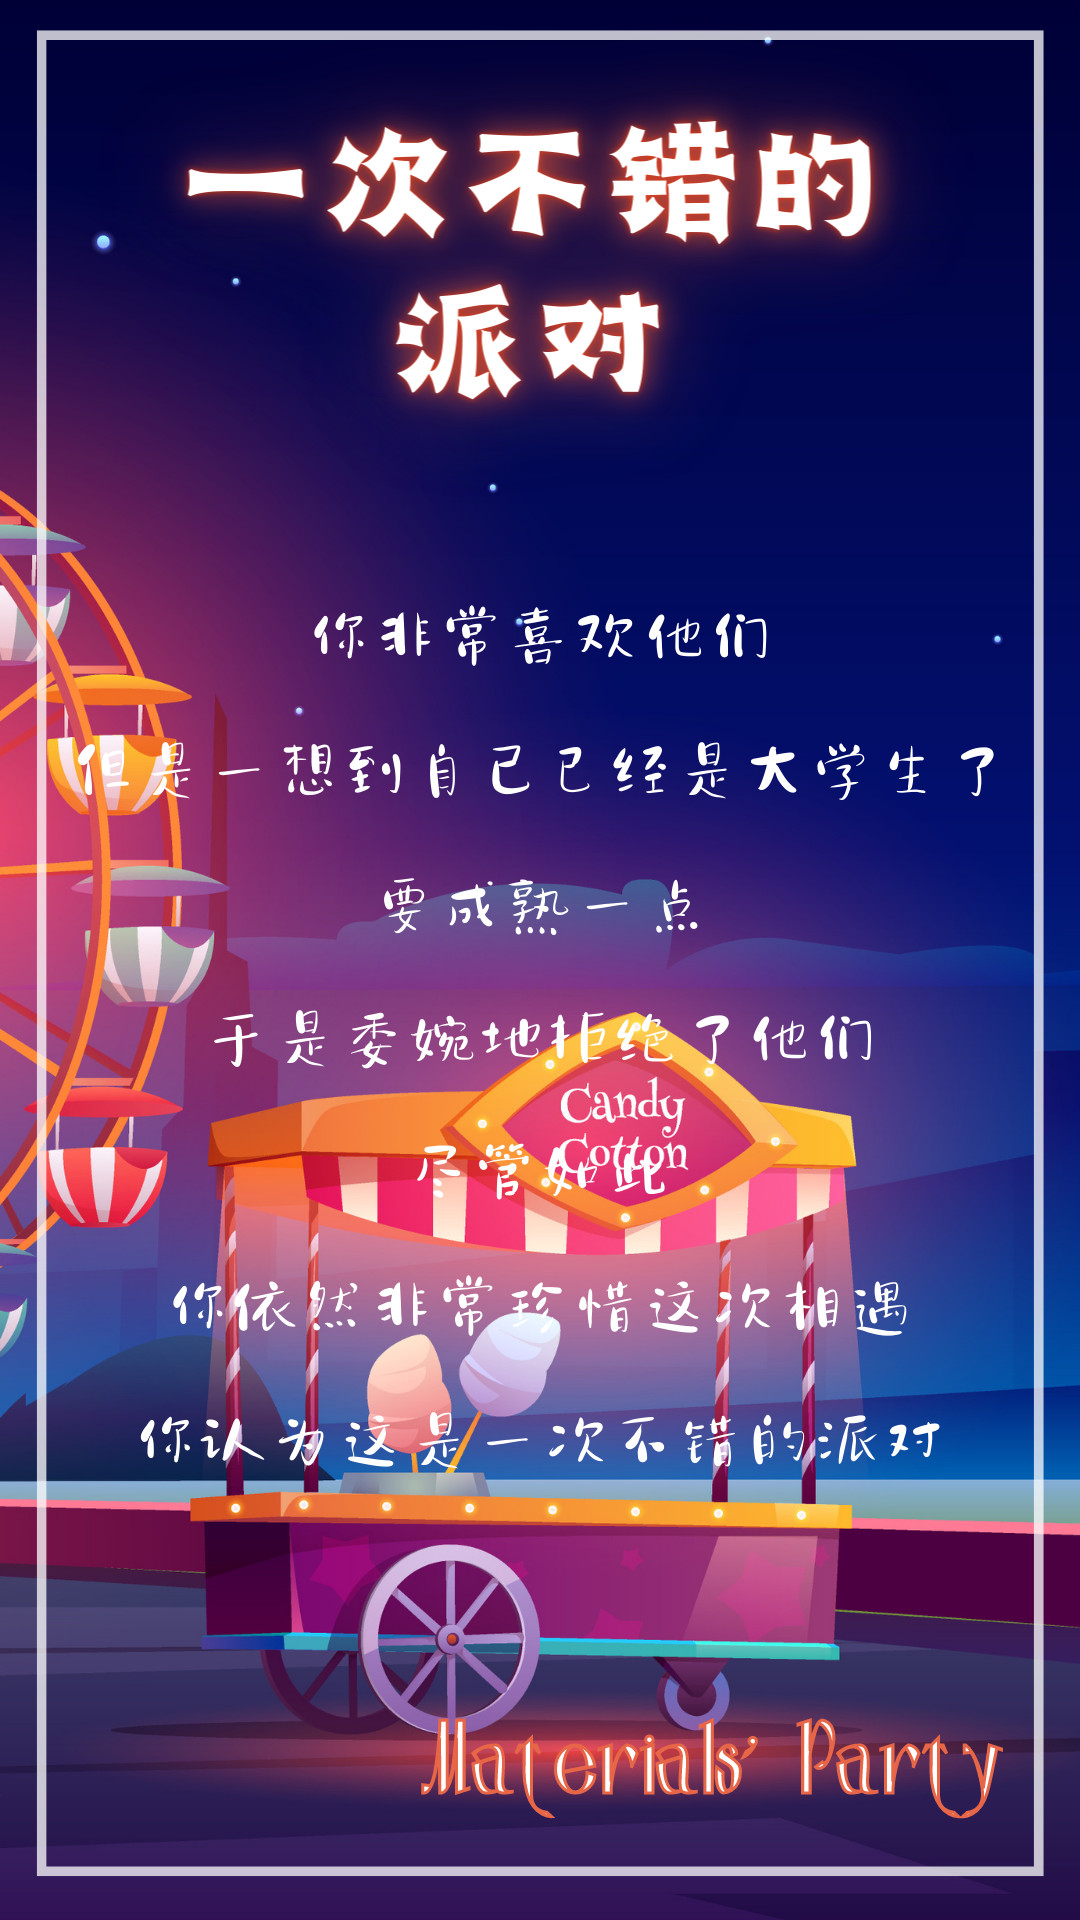 一次不错的
派对
你非常喜欢他们
但是一想到自己已经是大学生了
要成熟一点
于是委婉地拒绝了他们
Candy
Cotton
尽管如此
你依然非常珍惜这次相遇
你认为这是一次不错的派对
Materials' Party